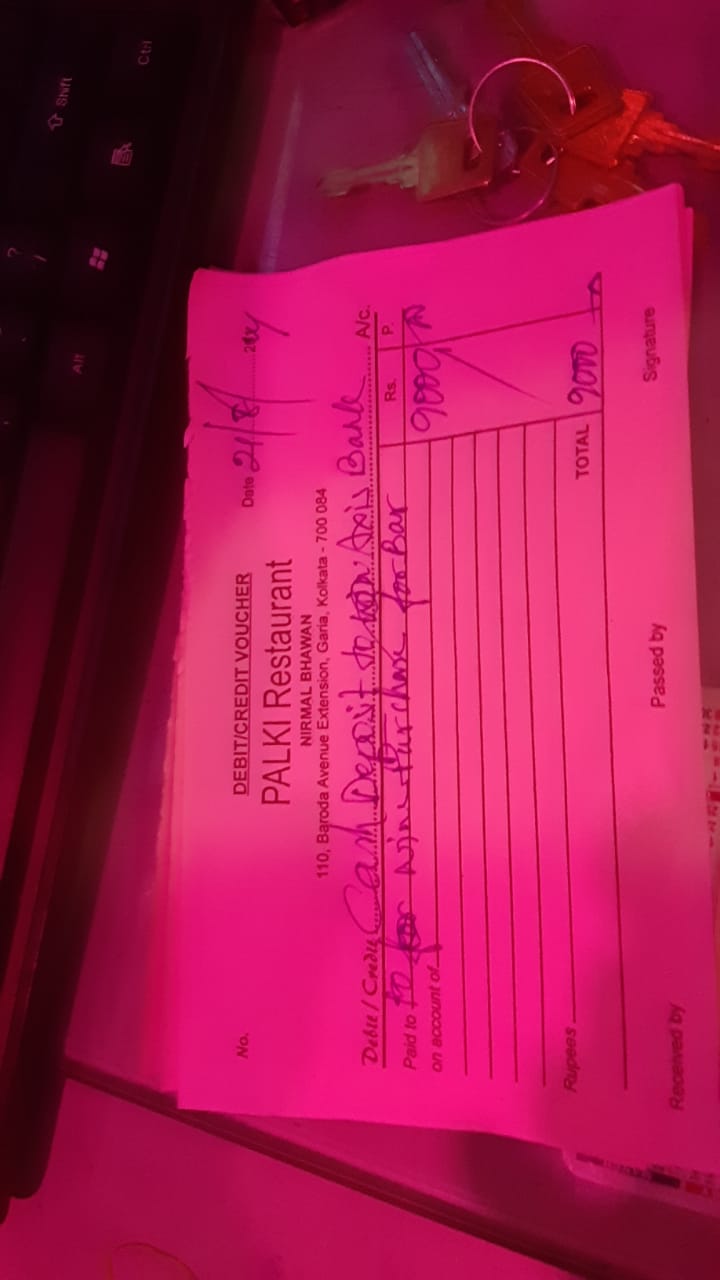 DEBIT/CREDIT VOUCHER
No. Date 21/8/
PALKI Restaurant
NIRMAL BHAWAN
110, Baroda Avenue Extension, Garia, Kolkata - 700 084
Debit / Credit Cash Deposit to Axis Bank A/c.
Paid to to for wine Purchase for Bar Rs. P.
on account of 9000/
Rupees TOTAL 9000
Received by Passed by Signature
Shift
Ctrl
Alt
?
/